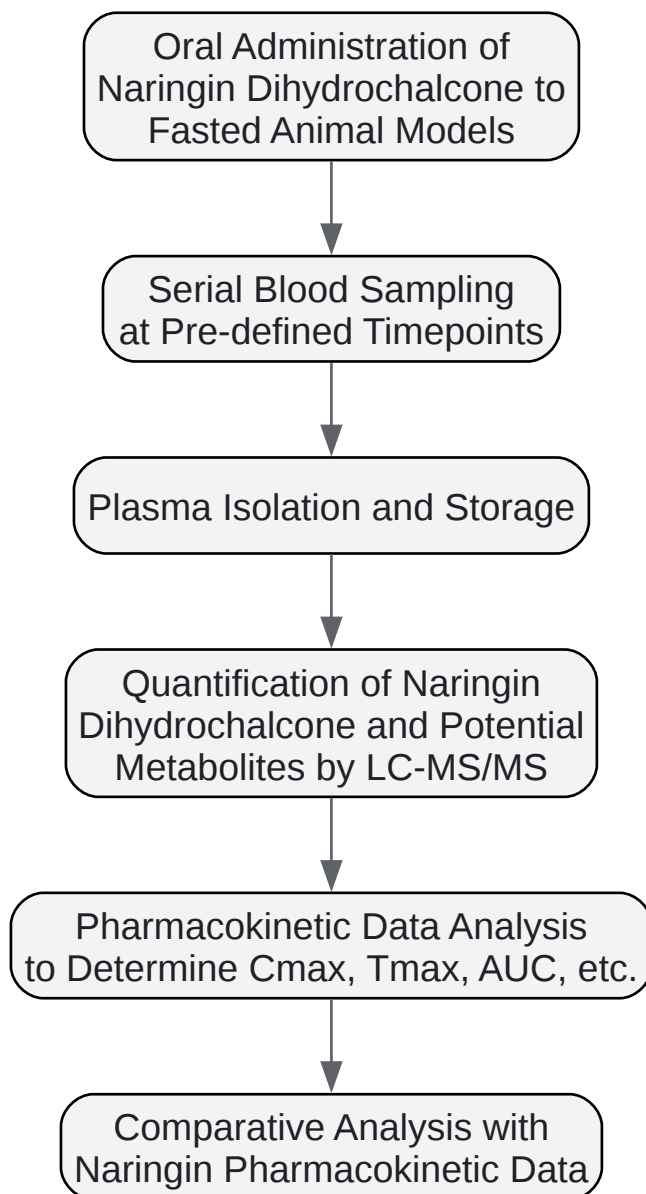 Oral Administration of
Naringin Dihydrochalcone to
Fasted Animal Models
Serial Blood Sampling
at Pre-defined Timepoints
Plasma Isolation and Storage
Quantification of Naringin
Dihydrochalcone and Potential
Metabolites by LC-MS/MS
Pharmacokinetic Data Analysis
to Determine Cmax, Tmax, AUC, etc.
Comparative Analysis with
Naringin Pharmacokinetic Data